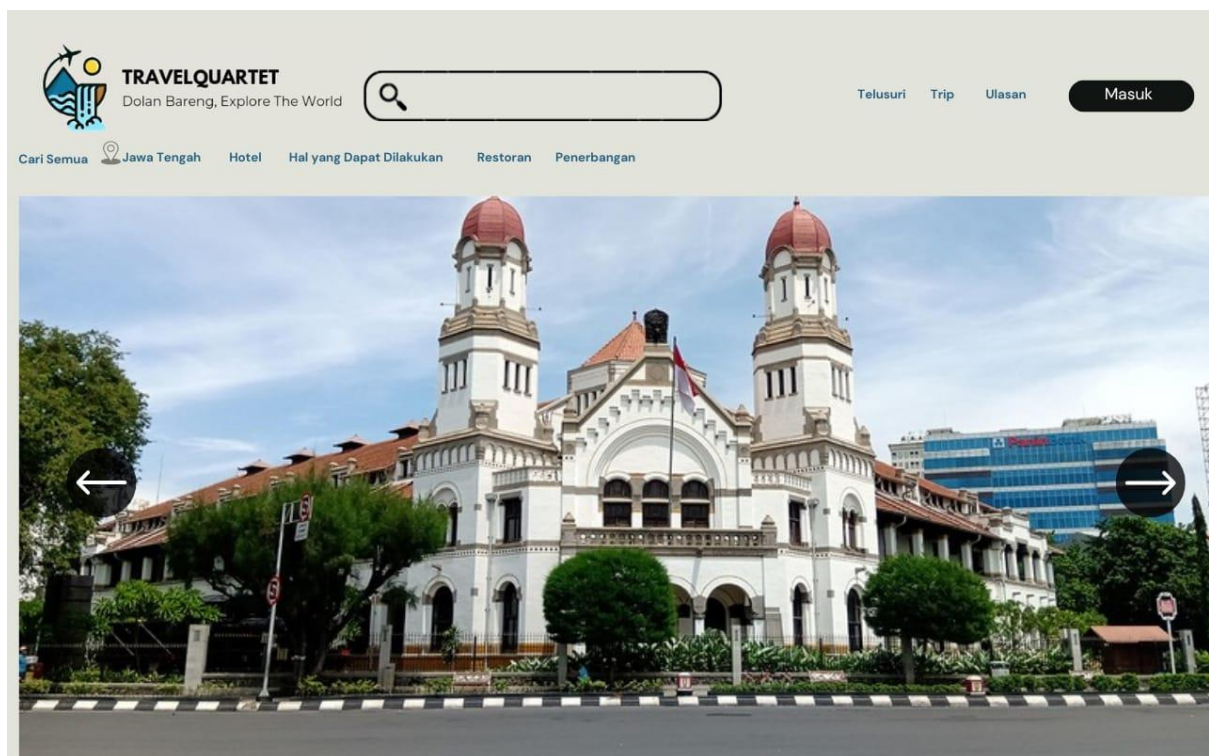 TRAVELQUARTET
Dolan Bareng, Explore The World
Telusuri Trip Ulasan Masuk
Cari Semua Jawa Tengah Hotel Hal yang Dapat Dilakukan Restoran Penerbangan